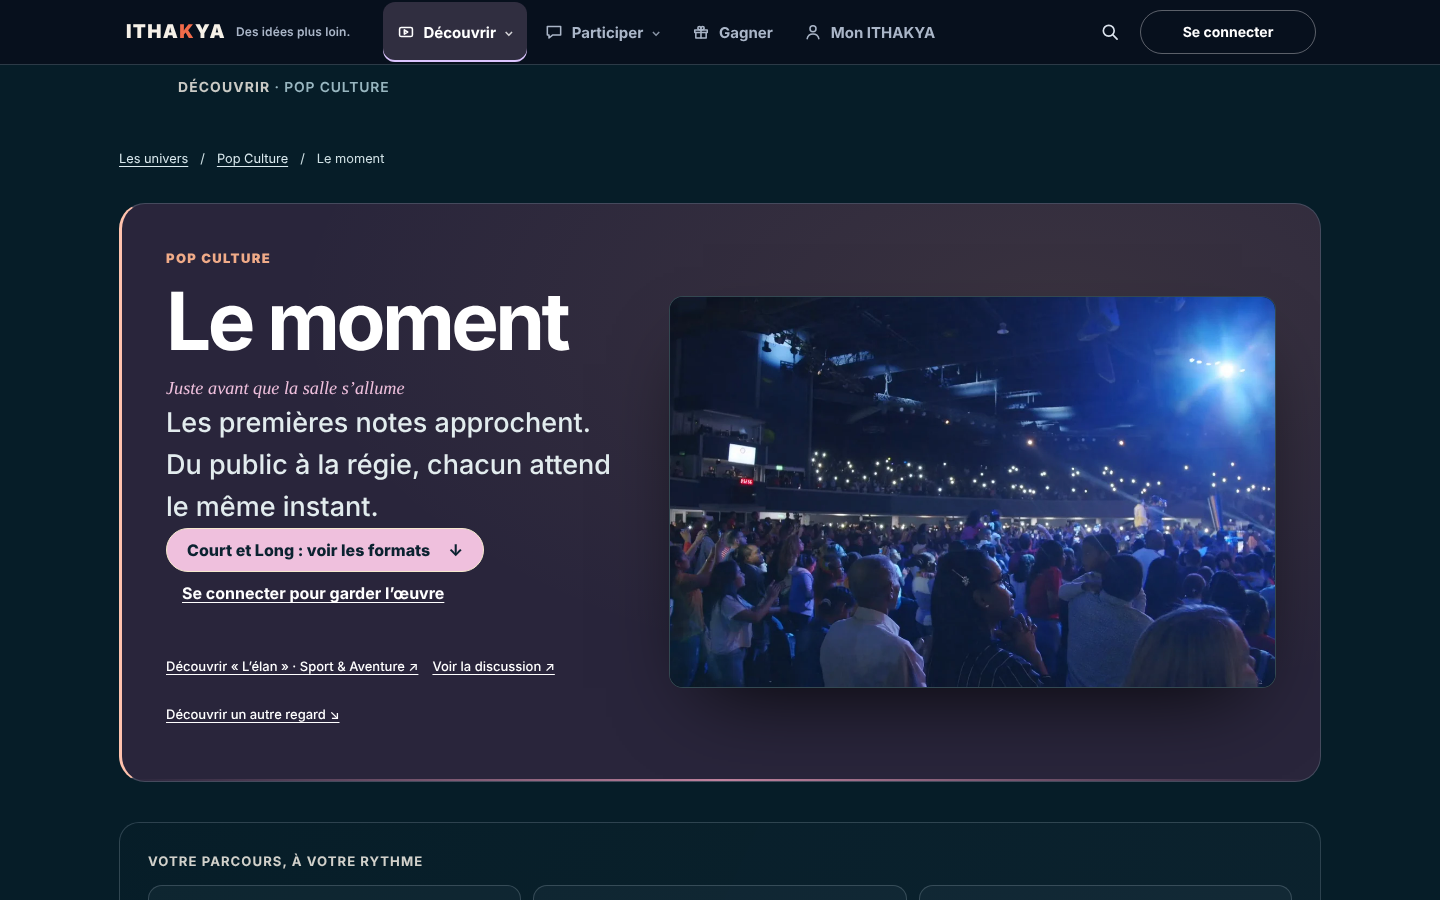 ITHAKYA Des idées plus loin. Découvrir Participer Gagner Mon ITHAKYA Se connecter
DÉCOUVRIR · POP CULTURE
Les univers / Pop Culture / Le moment
POP CULTURE
Le moment
Juste avant que la salle s’allume
Les premières notes approchent.
Du public à la régie, chacun attend
le même instant.
Court et Long : voir les formats ↓
Se connecter pour garder l’œuvre
Découvrir « L’élan » · Sport & Aventure ↗ Voir la discussion ↗
Découvrir un autre regard ↘
VOTRE PARCOURS, À VOTRE RYTHME